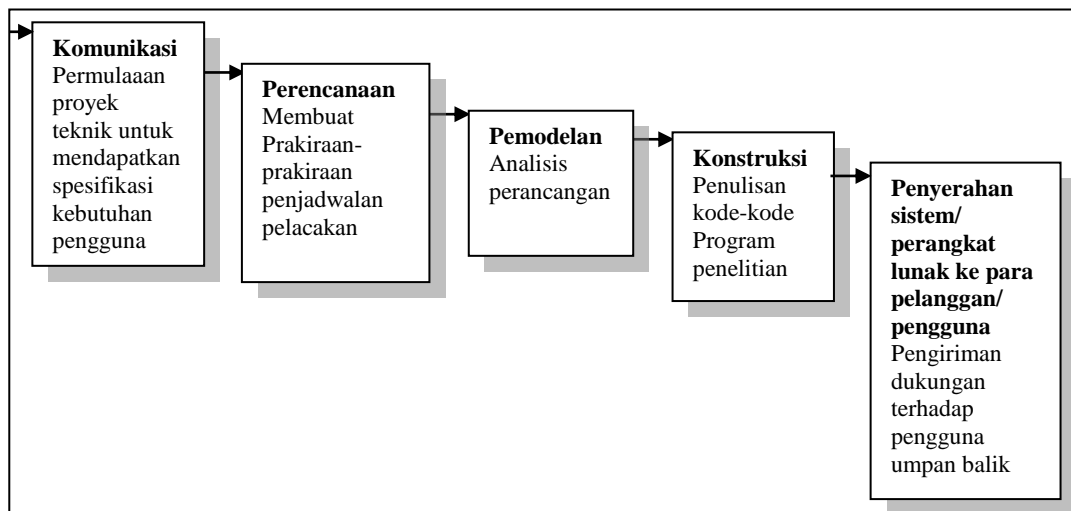 Komunikasi
Permulaaan
proyek
teknik untuk
mendapatkan
spesifikasi
kebutuhan
pengguna
Perencanaan
Membuat
Prakiraan-
prakiraan
penjadwalan
pelacakan
Pemodelan
Analisis
perancangan
Konstruksi
Penulisan
kode-kode
Program
penelitian
Penyerahan
sistem/
perangkat
lunak ke para
pelanggan/
pengguna
Pengiriman
dukungan
terhadap
pengguna
umpan balik